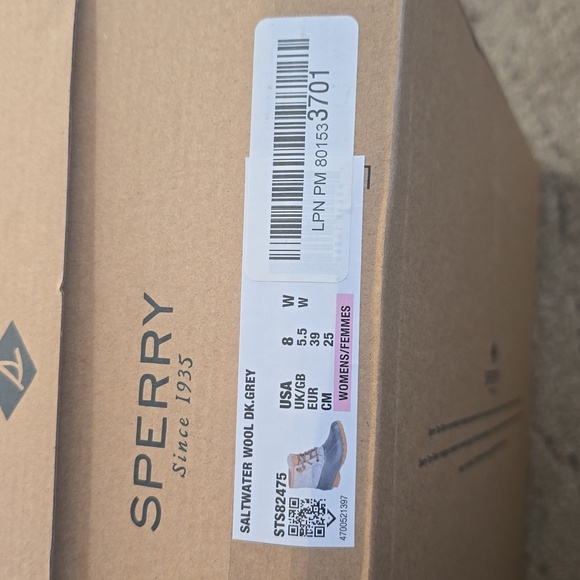 SPERRY
Since 1935
SALTWATER WOOL DK.GREY
STS82475
USA 8 W
UK/GB 5.5 W
EUR 39
CM 25
WOMENS/FEMMES
4700521397
LPN PM 801533701